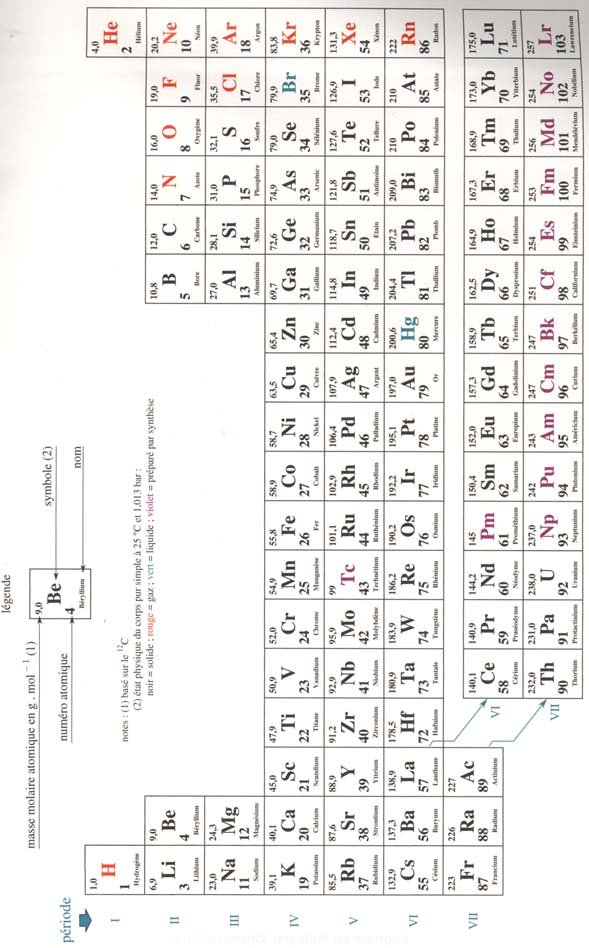 légende
masse molaire atomique en g . mol⁻¹ (1)
numéro atomique
9,0
Be
4
Béryllium
symbole (2)
nom
notes : (1) basé sur le ¹²C
(2) état physique du corps pur simple à 25 °C et 1,013 bar :
noir = solide ; rouge = gaz ; vert = liquide ; violet = préparé par synthèse
période
I
1,0 4,0
H He
1 2
Hydrogène Hélium
II
6,9 9,0 10,8 12,0 14,0 16,0 19,0 20,2
Li Be B C N O F Ne
3 4 5 6 7 8 9 10
Lithium Béryllium Bore Carbone Azote Oxygène Fluor Néon
III
23,0 24,3 27,0 28,1 31,0 32,1 35,5 39,9
Na Mg Al Si P S Cl Ar
11 12 13 14 15 16 17 18
Sodium Magnésium Aluminium Silicium Phosphore Soufre Chlore Argon
IV
39,1 40,1 45,0 47,9 50,9 52,0 54,9 55,8 58,9 58,7 63,5 65,4 69,7 72,6 74,9 79,0 79,9 83,8
K Ca Sc Ti V Cr Mn Fe Co Ni Cu Zn Ga Ge As Se Br Kr
19 20 21 22 23 24 25 26 27 28 29 30 31 32 33 34 35 36
Potassium Calcium Scandium Titane Vanadium Chrome Manganèse Fer Cobalt Nickel Cuivre Zinc Gallium Germanium Arsenic Sélénium Brome Krypton
V
85,5 87,6 88,9 91,2 92,9 95,9 99 101,1 102,9 106,4 107,9 112,4 114,8 118,7 121,8 127,6 126,9 131,3
Rb Sr Y Zr Nb Mo Tc Ru Rh Pd Ag Cd In Sn Sb Te I Xe
37 38 39 40 41 42 43 44 45 46 47 48 49 50 51 52 53 54
Rubidium Strontium Yttrium Zirconium Niobium Molybdène Technétium Ruthénium Rhodium Palladium Argent Cadmium Indium Etain Antimoine Tellure Iode Xénon
VI
132,9 137,3 138,9 178,5 180,9 183,9 186,2 190,2 192,2 195,1 197,0 200,6 204,4 207,2 209,0 210 210 222
Cs Ba La Hf Ta W Re Os Ir Pt Au Hg Tl Pb Bi Po At Rn
55 56 57 72 73 74 75 76 77 78 79 80 81 82 83 84 85 86
Césium Baryum Lanthane Hafnium Tantale Tungstène Rhénium Osmium Iridium Platine Or Mercure Thallium Plomb Bismuth Polonium Astate Radon
VII
223 226 227
Fr Ra Ac
87 88 89
Francium Radium Actinium
VI
140,1 140,9 144,2 145 150,4 152,0 157,3 158,9 162,5 164,9 167,3 168,9 173,0 175,0
Ce Pr Nd Pm Sm Eu Gd Tb Dy Ho Er Tm Yb Lu
58 59 60 61 62 63 64 65 66 67 68 69 70 71
Cérium Praséodyme Néodyme Prométhium Samarium Europium Gadolinium Terbium Dysprosium Holmium Erbium Thulium Ytterbium Lutétium
VII
232,0 231,0 238,0 237,0 242 243 247 247 251 254 253 256 254 257
Th Pa U Np Pu Am Cm Bk Cf Es Fm Md No Lr
90 91 92 93 94 95 96 97 98 99 100 101 102 103
Thorium Protactinium Uranium Neptunium Plutonium Américium Curium Berkélium Californium Einsteinium Fermium Mendélévium Nobélium Lawrencium